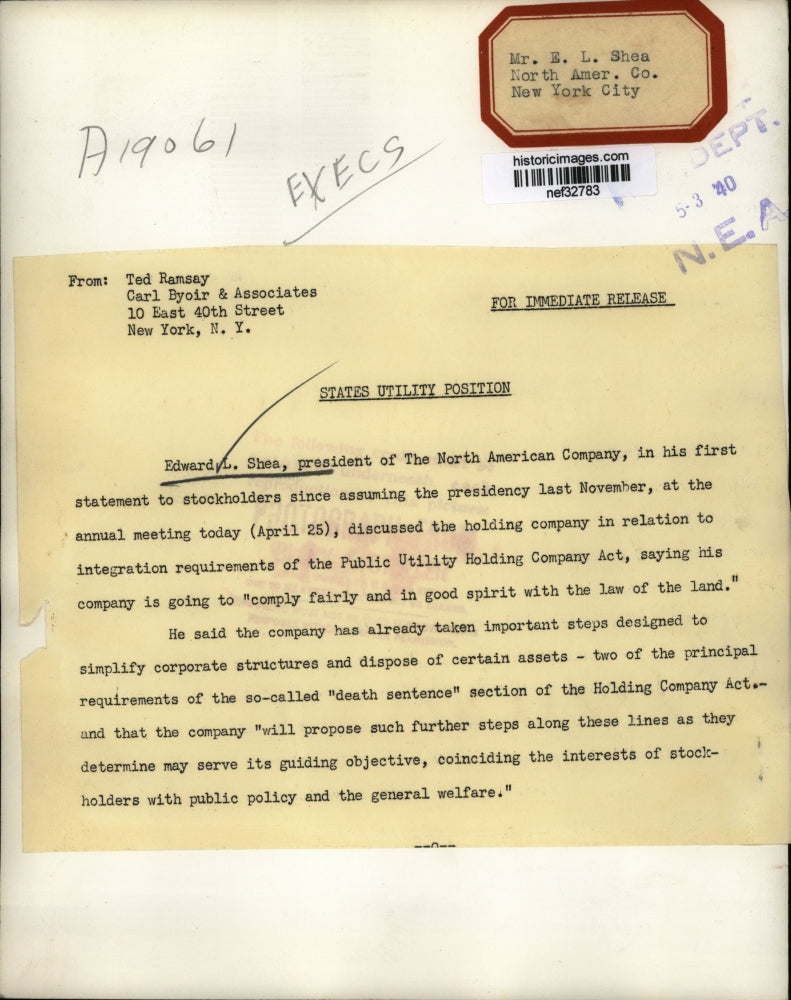 Mr. E. L. Shea
North Amer. Co.
New York City
historicimages.com
nef32783
DEPT.
5-3 '40
N.E.A
A19061
EXECS
From: Ted Ramsay
Carl Byoir & Associates
10 East 40th Street
New York, N. Y.
FOR IMMEDIATE RELEASE
STATES UTILITY POSITION
Edward L. Shea, president of The North American Company, in his first
statement to stockholders since assuming the presidency last November, at the
annual meeting today (April 25), discussed the holding company in relation to
integration requirements of the Public Utility Holding Company Act, saying his
company is going to "comply fairly and in good spirit with the law of the land."
He said the company has already taken important steps designed to
simplify corporate structures and dispose of certain assets - two of the principal
requirements of the so-called "death sentence" section of the Holding Company Act.-
and that the company "will propose such further steps along these lines as they
determine may serve its guiding objective, coinciding the interests of stock-
holders with public policy and the general welfare."
--0--